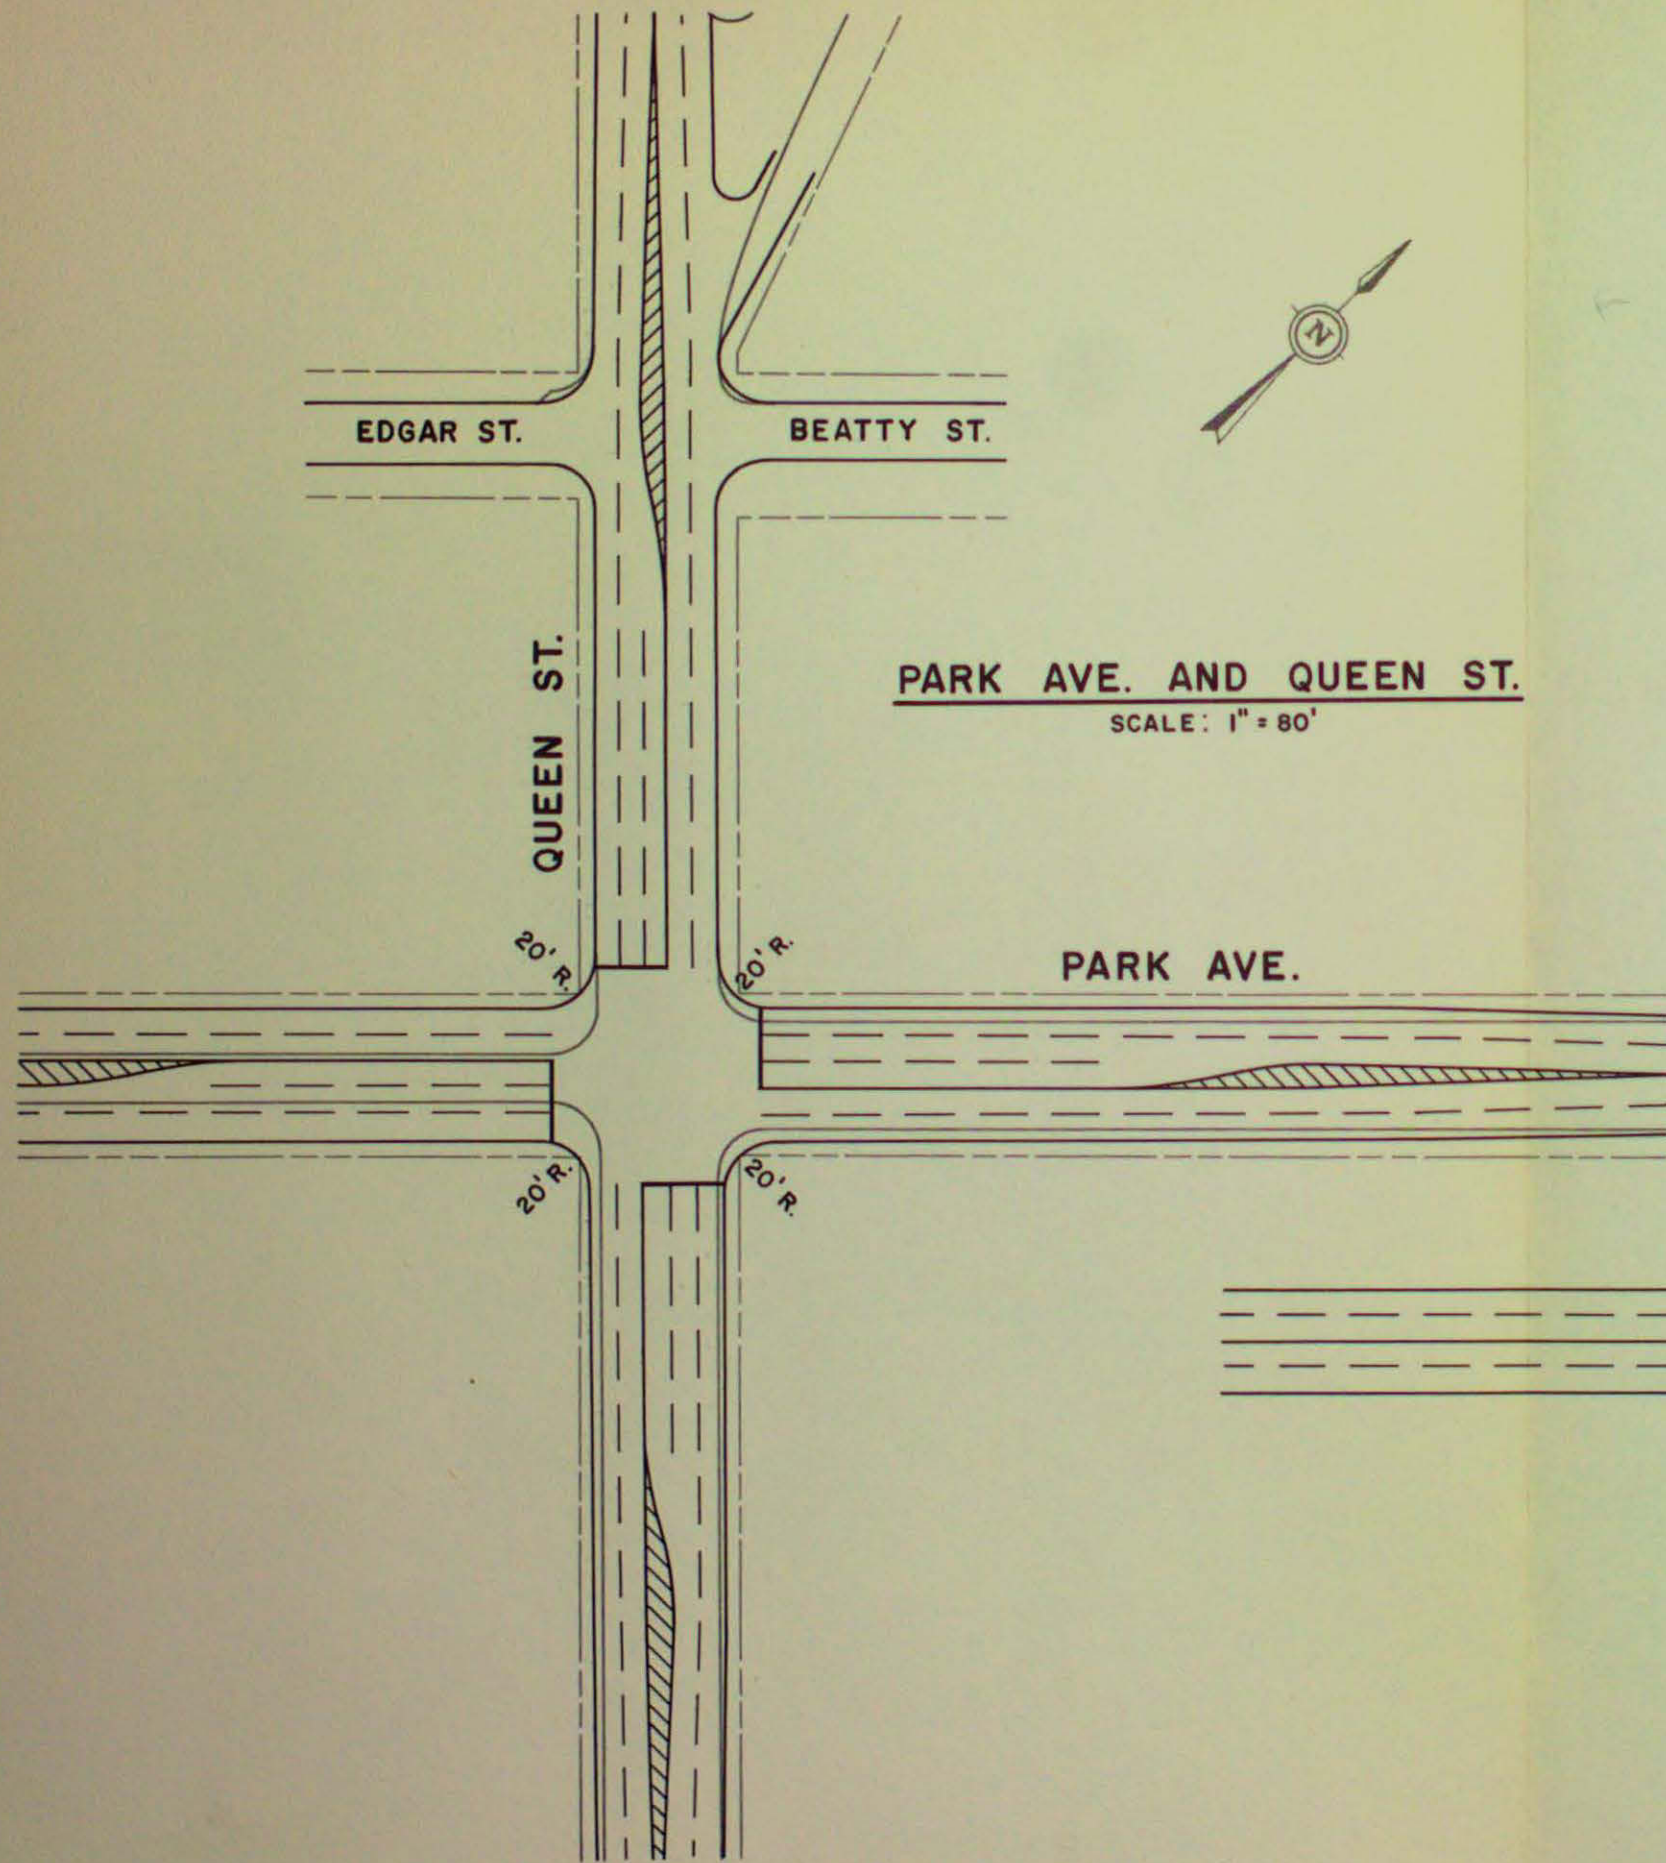 EDGAR ST.
BEATTY ST.
N
QUEEN ST.
PARK AVE. AND QUEEN ST.
SCALE: 1" = 80'
20' R.
20' R.
PARK AVE.
20' R.
20' R.